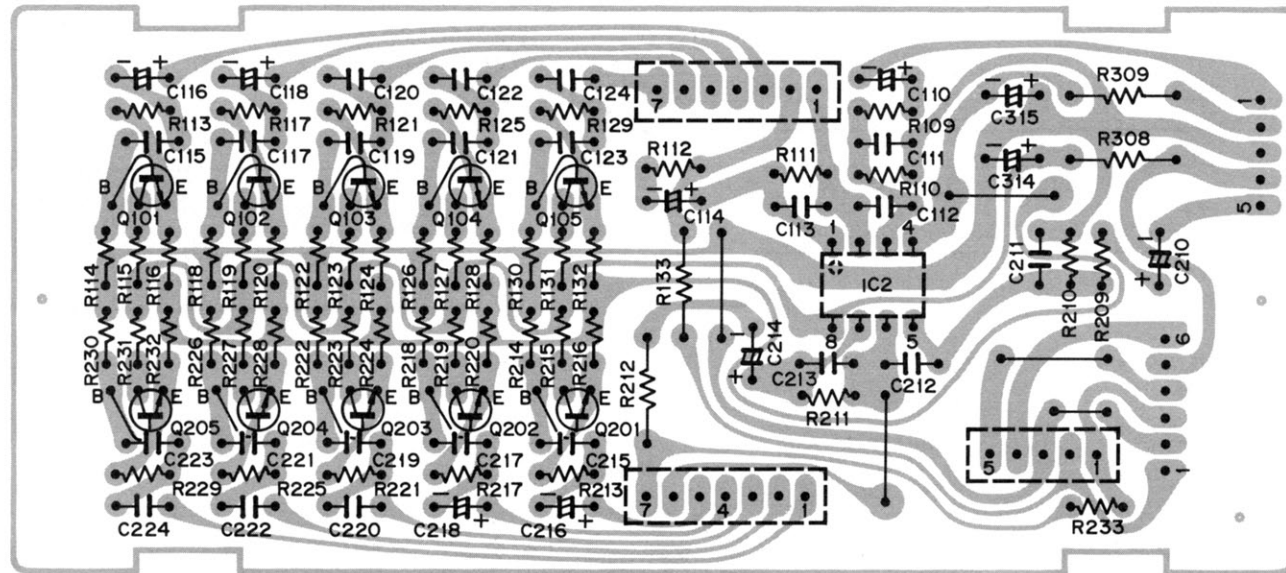 C116 C118 C120 C122 C124
R113 R117 R121 R125 R129
C115 C117 C119 C121 C123
B E B E B E B E B E
Q101 Q102 Q103 Q104 Q105
R114 R115 R116 R118 R119 R120 R122 R123 R124 R126 R127 R128 R130 R131 R132
R230 R231 R232 R226 R227 R228 R222 R223 R224 R218 R219 R220 R214 R215 R216
B E B E B E B E B E
Q205 Q204 Q203 Q202 Q201
C223 C221 C219 C217 C215
R229 R225 R221 R217 R213
C224 C222 C220 C218 C216
7 1
R112
C114
R133
R212
C214
7 4 1
R111
C113
C110
R109
C111
R110
C112
1 4
IC2
8 5
C213
R211
C212
C315
C314
R309
R308
1
5
C211
R210
R209
C210
6
1
5 1
R233